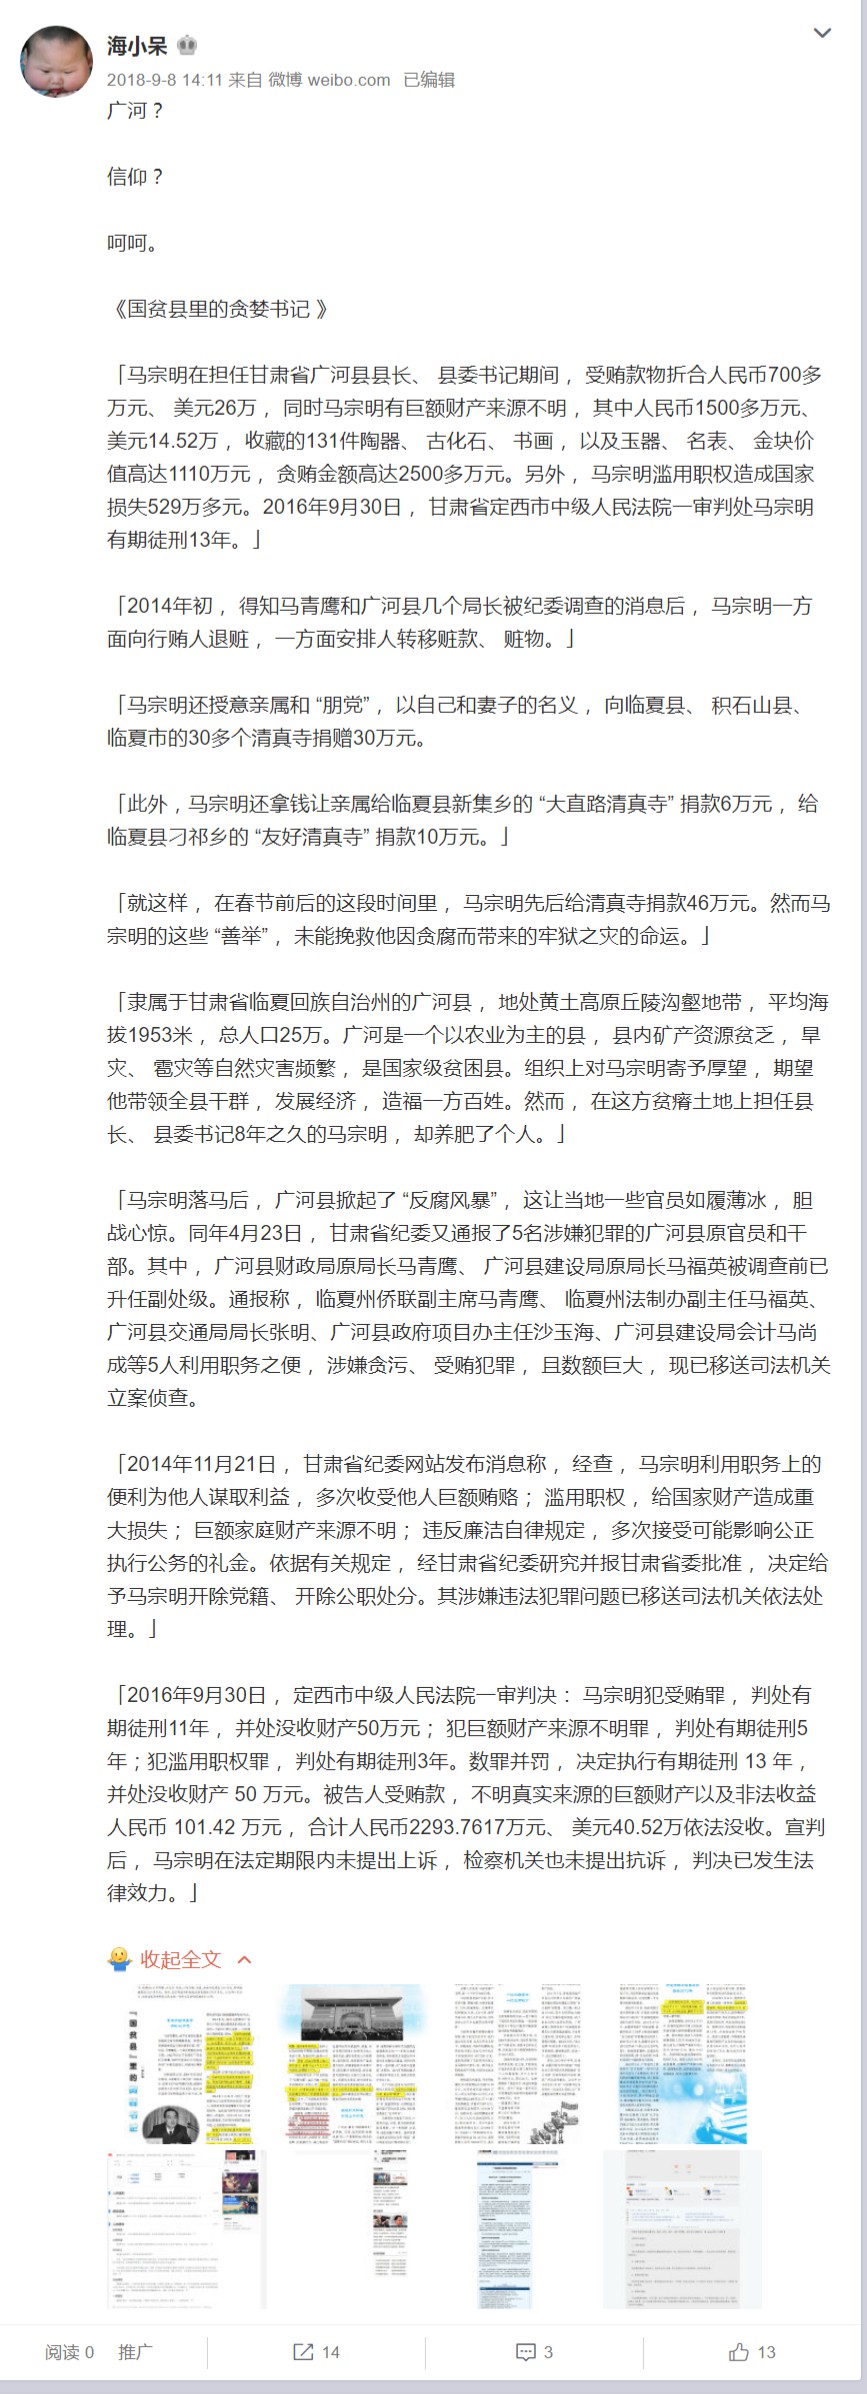 海小呆
2018-9-8 14:11 来自 微博 weibo.com 已编辑
广河？
信仰？
呵呵。
《国贫县里的贪婪书记 》
「马宗明在担任甘肃省广河县县长、 县委书记期间， 受贿款物折合人民币700多
万元、 美元26万， 同时马宗明有巨额财产来源不明， 其中人民币1500多万元、
美元14.52万， 收藏的131件陶器、 古化石、 书画， 以及玉器、 名表、 金块价
值高达1110万元， 贪贿金额高达2500多万元。另外， 马宗明滥用职权造成国家
损失529万多元。2016年9月30日， 甘肃省定西市中级人民法院一审判处马宗明
有期徒刑13年。」
「2014年初， 得知马青鹰和广河县几个局长被纪委调查的消息后， 马宗明一方
面向行贿人退赃， 一方面安排人转移赃款、 赃物。」
「马宗明还授意亲属和 “朋党”， 以自己和妻子的名义， 向临夏县、 积石山县、
临夏市的30多个清真寺捐赠30万元。
「此外，马宗明还拿钱让亲属给临夏县新集乡的 “大直路清真寺” 捐款6万元， 给
临夏县刁祁乡的 “友好清真寺” 捐款10万元。」
「就这样， 在春节前后的这段时间里， 马宗明先后给清真寺捐款46万元。然而马
宗明的这些 “善举”， 未能挽救他因贪腐而带来的牢狱之灾的命运。」
「隶属于甘肃省临夏回族自治州的广河县， 地处黄土高原丘陵沟壑地带， 平均海
拔1953米， 总人口25万。广河是一个以农业为主的县， 县内矿产资源贫乏， 旱
灾、 雹灾等自然灾害频繁， 是国家级贫困县。组织上对马宗明寄予厚望， 期望
他带领全县干群， 发展经济， 造福一方百姓。然而， 在这方贫瘠土地上担任县
长、 县委书记8年之久的马宗明， 却养肥了个人。」
「马宗明落马后， 广河县掀起了 “反腐风暴”， 这让当地一些官员如履薄冰， 胆
战心惊。同年4月23日， 甘肃省纪委又通报了5名涉嫌犯罪的广河县原官员和干
部。其中， 广河县财政局原局长马青鹰、 广河县建设局原局长马福英被调查前已
升任副处级。通报称， 临夏州侨联副主席马青鹰、 临夏州法制办副主任马福英、
广河县交通局局长张明、广河县政府项目办主任沙玉海、广河县建设局会计马尚
成等5人利用职务之便， 涉嫌贪污、 受贿犯罪， 且数额巨大， 现已移送司法机关
立案侦查。
「2014年11月21日， 甘肃省纪委网站发布消息称， 经查， 马宗明利用职务上的
便利为他人谋取利益， 多次收受他人巨额贿赂； 滥用职权， 给国家财产造成重
大损失； 巨额家庭财产来源不明； 违反廉洁自律规定， 多次接受可能影响公正
执行公务的礼金。依据有关规定， 经甘肃省纪委研究并报甘肃省委批准， 决定给
予马宗明开除党籍、 开除公职处分。其涉嫌违法犯罪问题已移送司法机关依法处
理。」
「2016年9月30日， 定西市中级人民法院一审判决： 马宗明犯受贿罪， 判处有
期徒刑11年， 并处没收财产50万元； 犯巨额财产来源不明罪， 判处有期徒刑5
年；犯滥用职权罪， 判处有期徒刑3年。数罪并罚， 决定执行有期徒刑 13 年，
并处没收财产 50 万元。被告人受贿款， 不明真实来源的巨额财产以及非法收益
人民币 101.42 万元， 合计人民币2293.7617万元、 美元40.52万依法没收。宣判
后， 马宗明在法定期限内未提出上诉， 检察机关也未提出抗诉， 判决已发生法
律效力。」
收起全文
阅读 0 推广 14 3 13